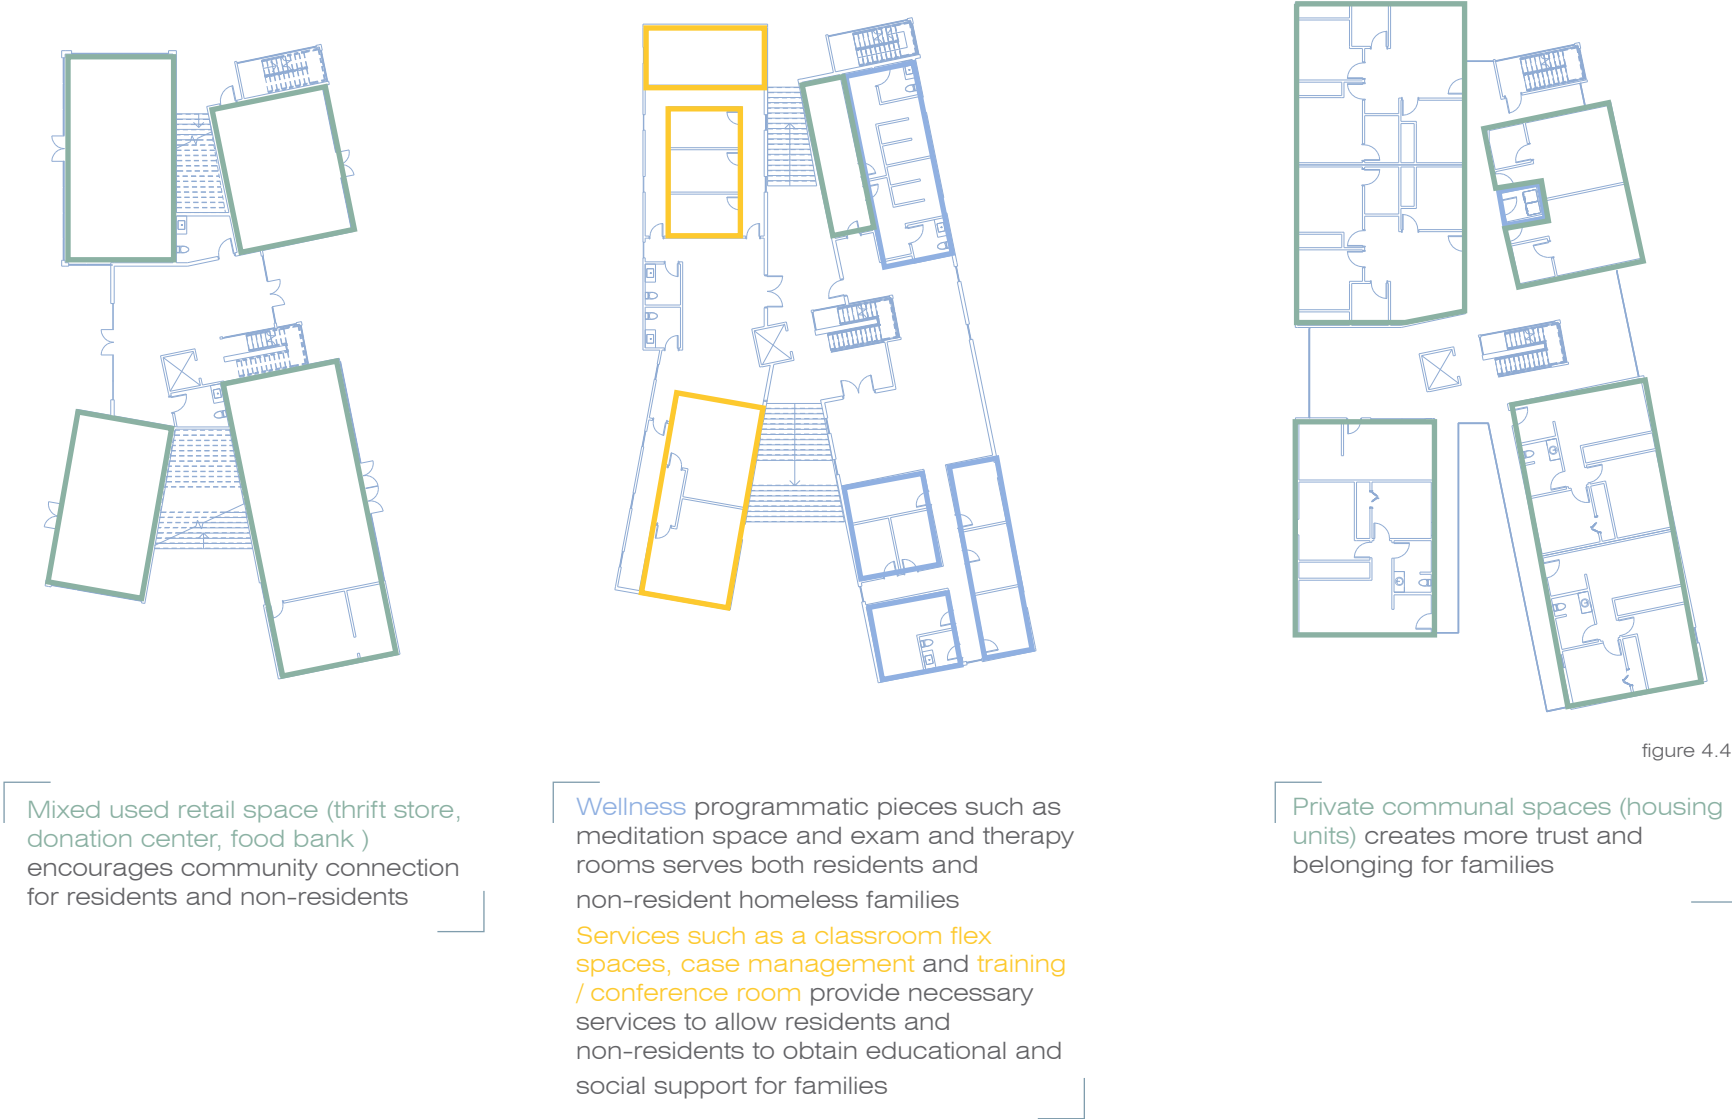 figure 4.4
Mixed used retail space (thrift store,
donation center, food bank )
encourages community connection
for residents and non-residents
Wellness programmatic pieces such as
meditation space and exam and therapy
rooms serves both residents and
non-resident homeless families
Services such as a classroom flex
spaces, case management and training
/ conference room provide necessary
services to allow residents and
non-residents to obtain educational and
social support for families
Private communal spaces (housing
units) creates more trust and
belonging for families